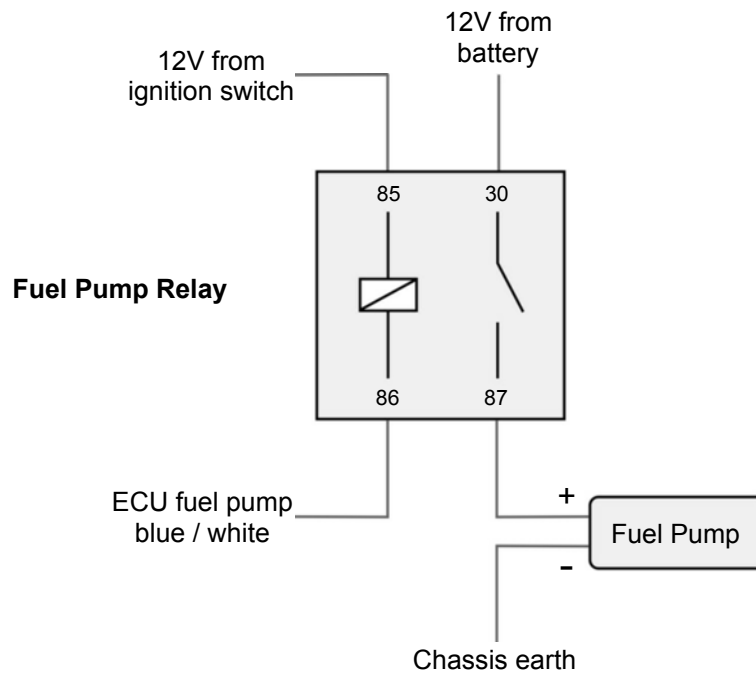 12V from
ignition switch
12V from
battery
85
30
Fuel Pump Relay
86
87
ECU fuel pump
blue / white
+
Fuel Pump
-
Chassis earth